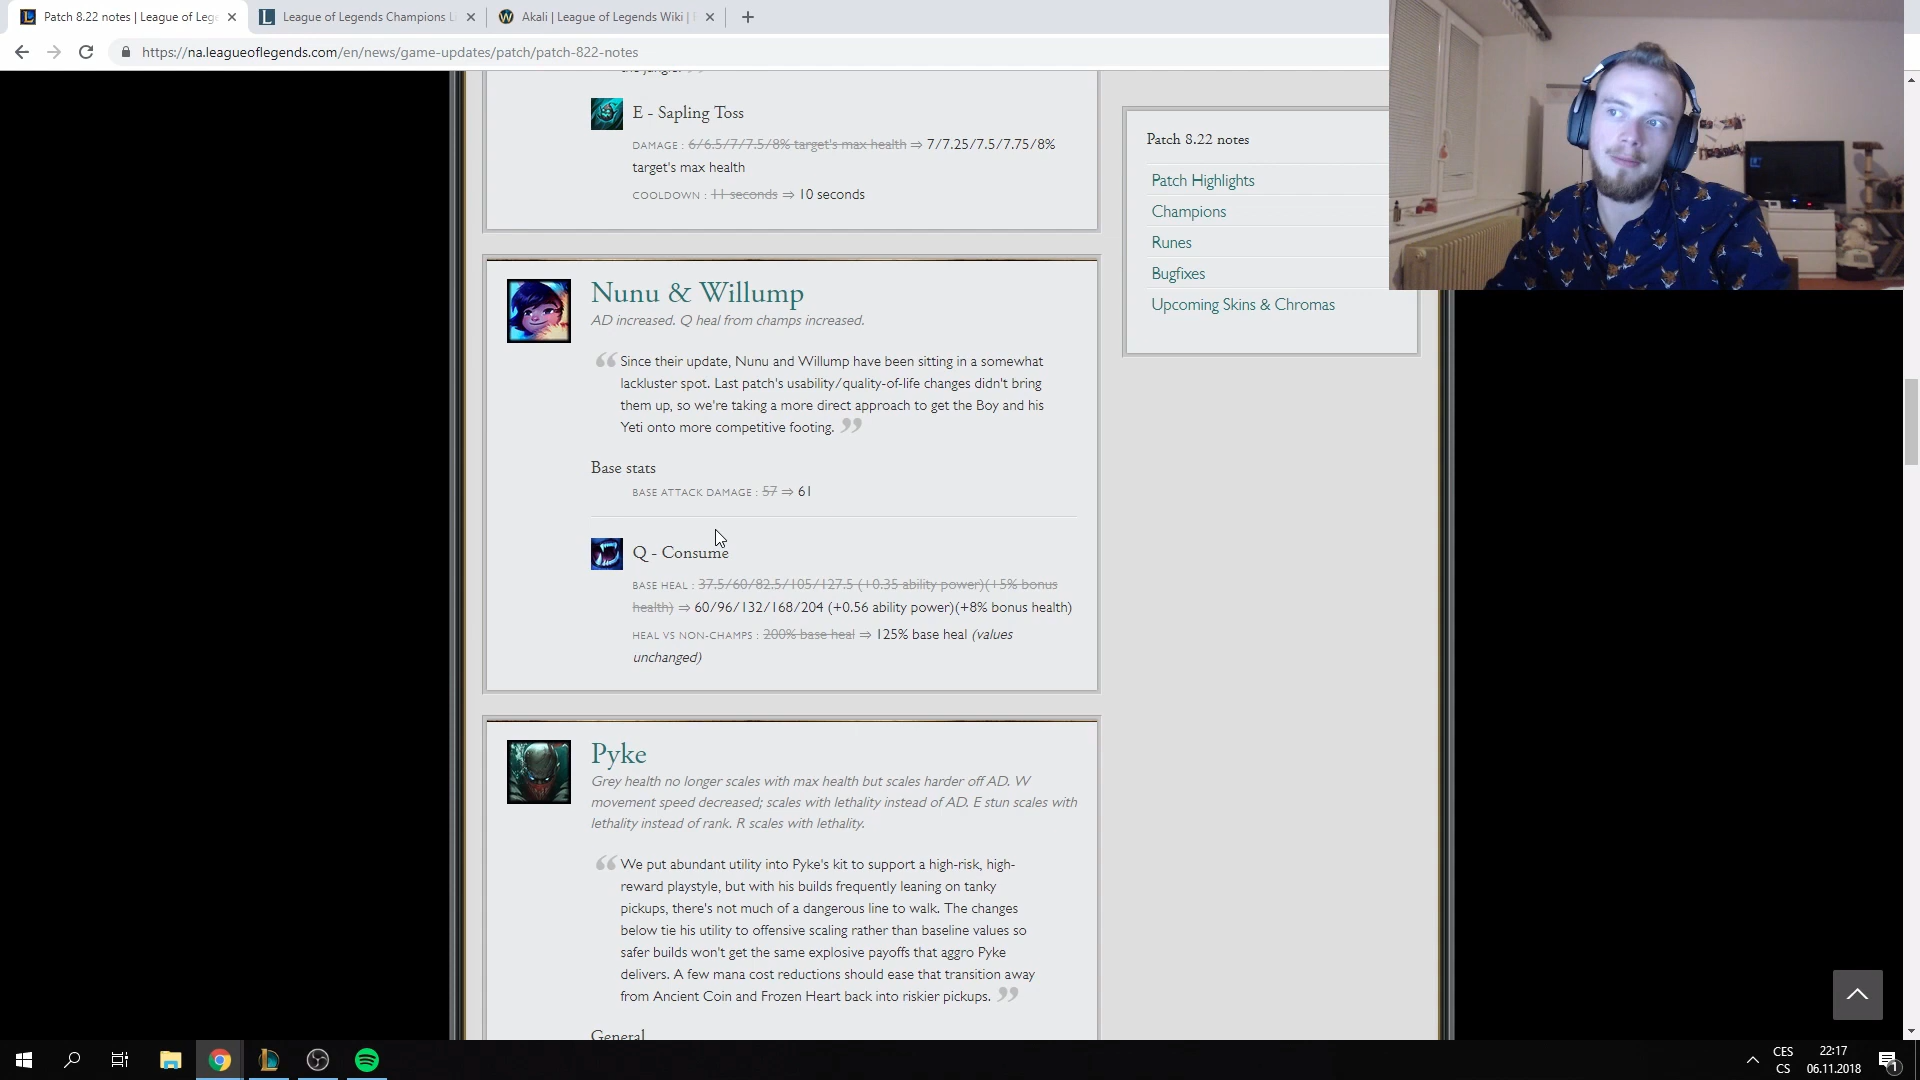 Patch 8.22 notes | League of Lege
League of Legends Champions Li
Akali | League of Legends Wiki |
https://na.leagueoflegends.com/en/news/game-updates/patch/patch-822-notes
the jungle.
E - Sapling Toss
DAMAGE : 6/6.5/7/7.5/8% target's max health ⇒ 7/7.25/7.5/7.75/8%
target's max health
COOLDOWN : 11 seconds ⇒ 10 seconds
Patch 8.22 notes
Patch Highlights
Champions
Runes
Bugfixes
Upcoming Skins & Chromas
Nunu & Willump
AD increased. Q heal from champs increased.
“ Since their update, Nunu and Willump have been sitting in a somewhat
lackluster spot. Last patch's usability/quality-of-life changes didn't bring
them up, so we're taking a more direct approach to get the Boy and his
Yeti onto more competitive footing. ”
Base stats
BASE ATTACK DAMAGE : 57 ⇒ 61
Q - Consume
BASE HEAL : 37.5/60/82.5/105/127.5 (+0.35 ability power)(+5% bonus
health) ⇒ 60/96/132/168/204 (+0.56 ability power)(+8% bonus health)
HEAL VS NON-CHAMPS : 200% base heal ⇒ 125% base heal (values
unchanged)
Pyke
Grey health no longer scales with max health but scales harder off AD. W
movement speed decreased; scales with lethality instead of AD. E stun scales with
lethality instead of rank. R scales with lethality.
“ We put abundant utility into Pyke's kit to support a high-risk, high-
reward playstyle, but with his builds frequently leaning on tanky
pickups, there's not much of a dangerous line to walk. The changes
below tie his utility to offensive scaling rather than baseline values so
safer builds won't get the same explosive payoffs that aggro Pyke
delivers. A few mana cost reductions should ease that transition away
from Ancient Coin and Frozen Heart back into riskier pickups. ”
General
CES
CS
22:17
06.11.2018
1